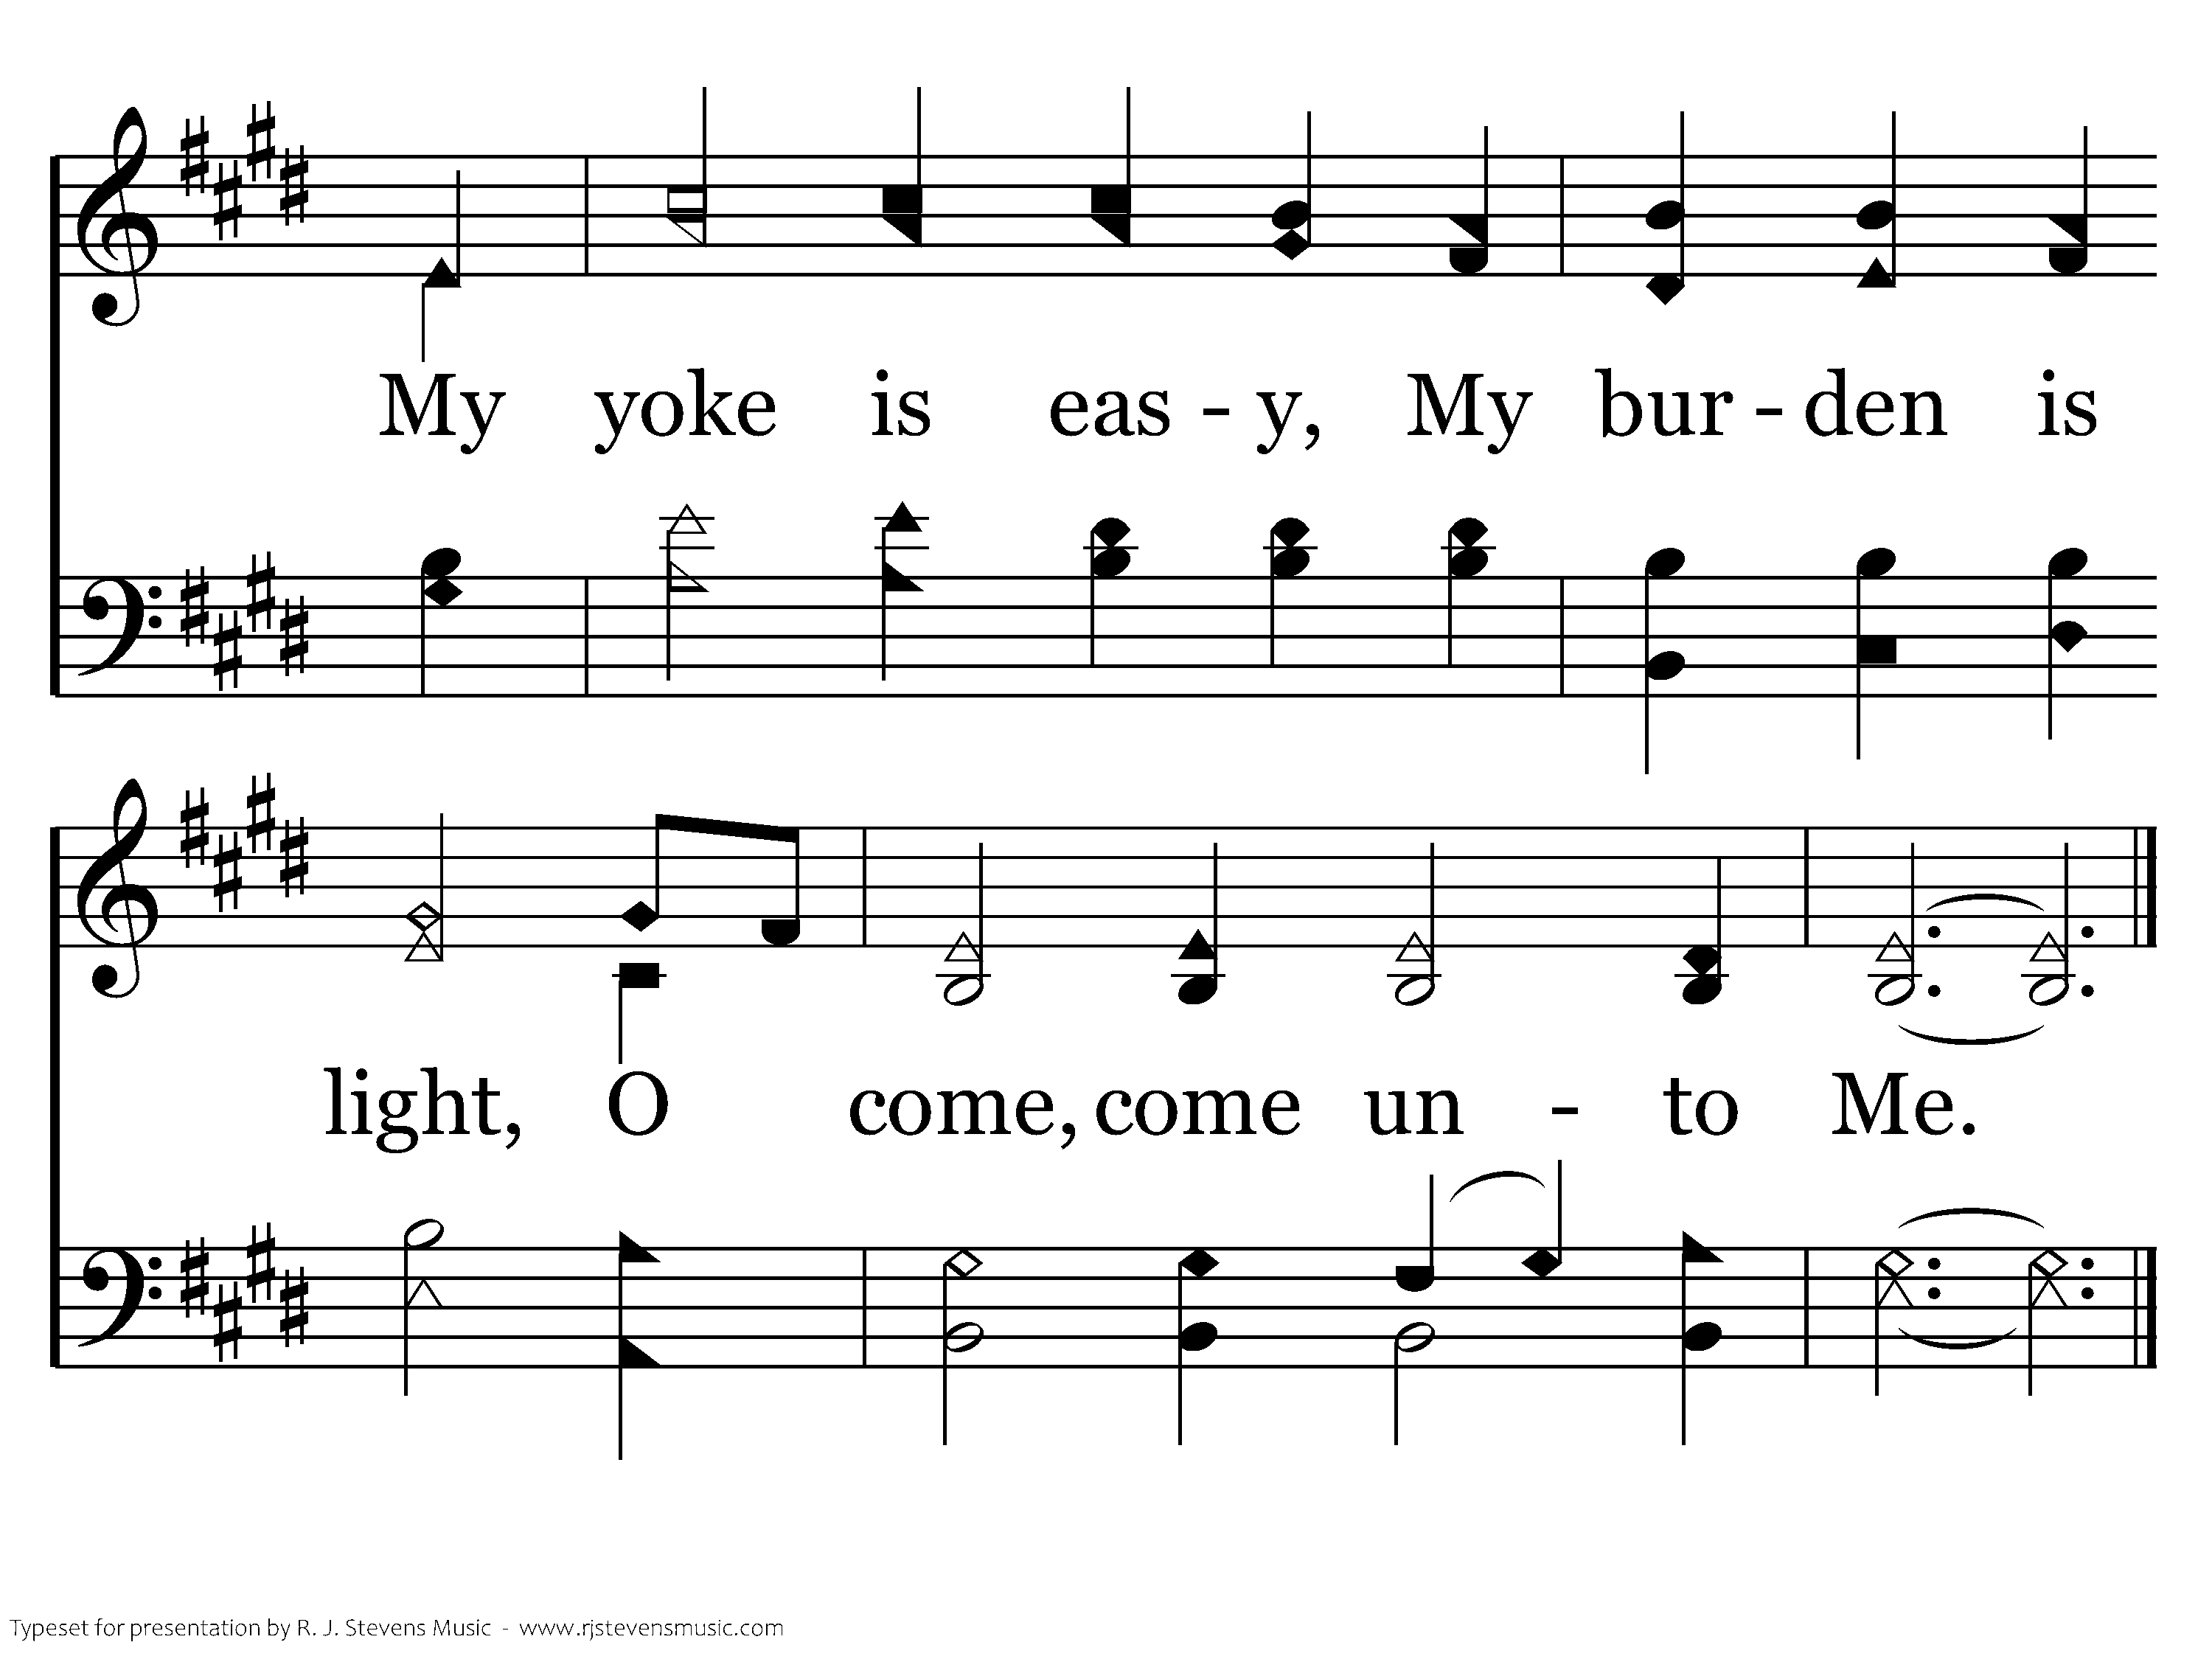 My yoke is eas - y, My bur - den is
light, O come, come un - to Me.
Typeset for presentation by R. J. Stevens Music - www.rjstevensmusic.com